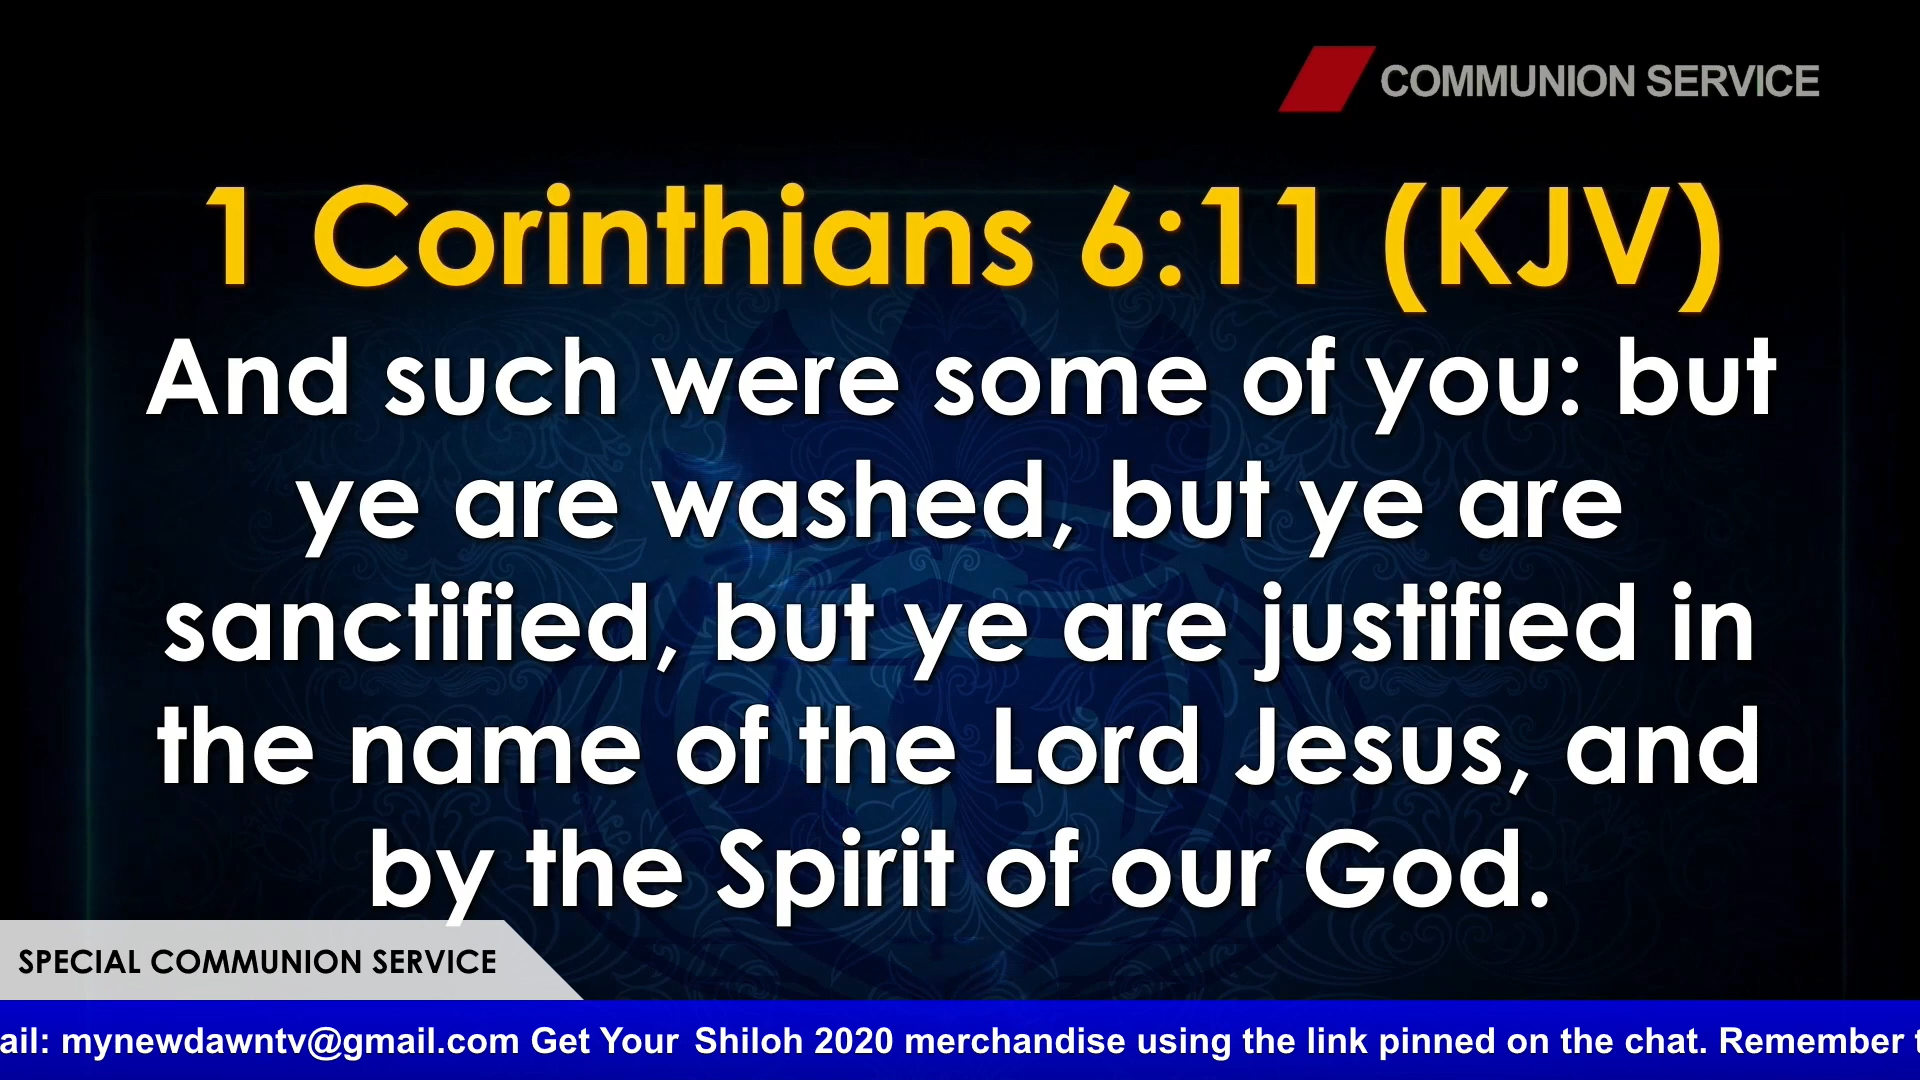 COMMUNION SERVICE
1 Corinthians 6:11 (KJV)
And such were some of you: but
ye are washed, but ye are
sanctified, but ye are justified in
the name of the Lord Jesus, and
by the Spirit of our God.
SPECIAL COMMUNION SERVICE
ail: mynewdawntv@gmail.com Get Your Shiloh 2020 merchandise using the link pinned on the chat. Remember